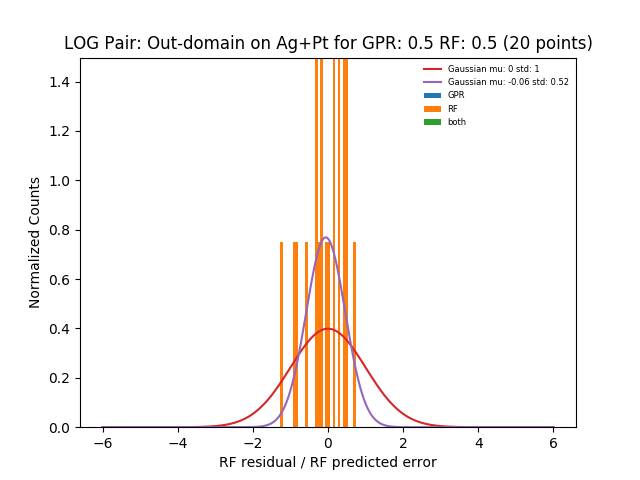 LOG Pair: Out-domain on Ag+Pt for GPR: 0.5 RF: 0.5 (20 points)
Gaussian mu: 0 std: 1
Gaussian mu: -0.06 std: 0.52
GPR
RF
both
Normalized Counts
1.4
1.2
1.0
0.8
0.6
0.4
0.2
0.0
−6 −4 −2 0 2 4 6
RF residual / RF predicted error